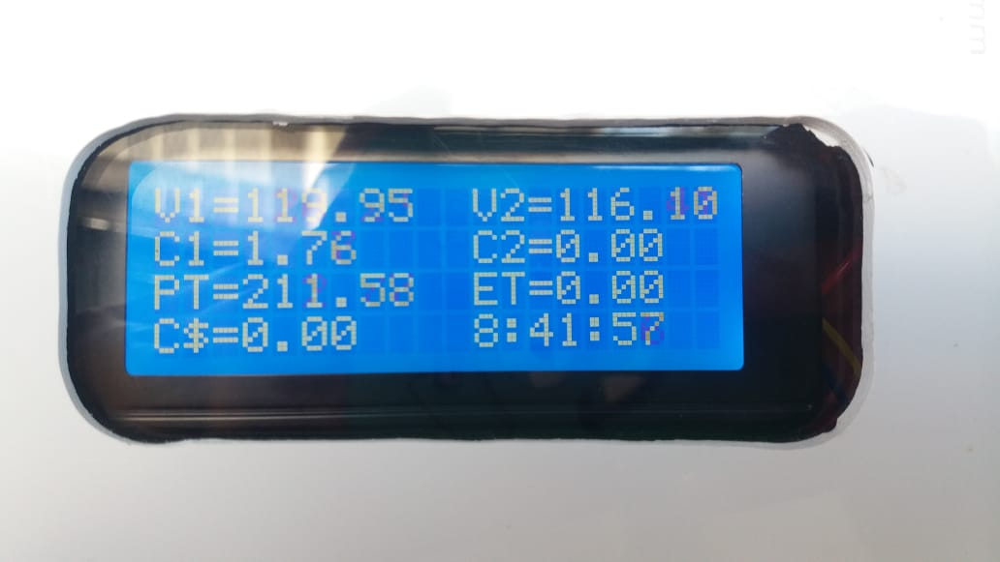 V1=119.95 V2=116.10
C1=1.76 C2=0.00
PT=211.58 ET=0.00
C$=0.00 8:41:57